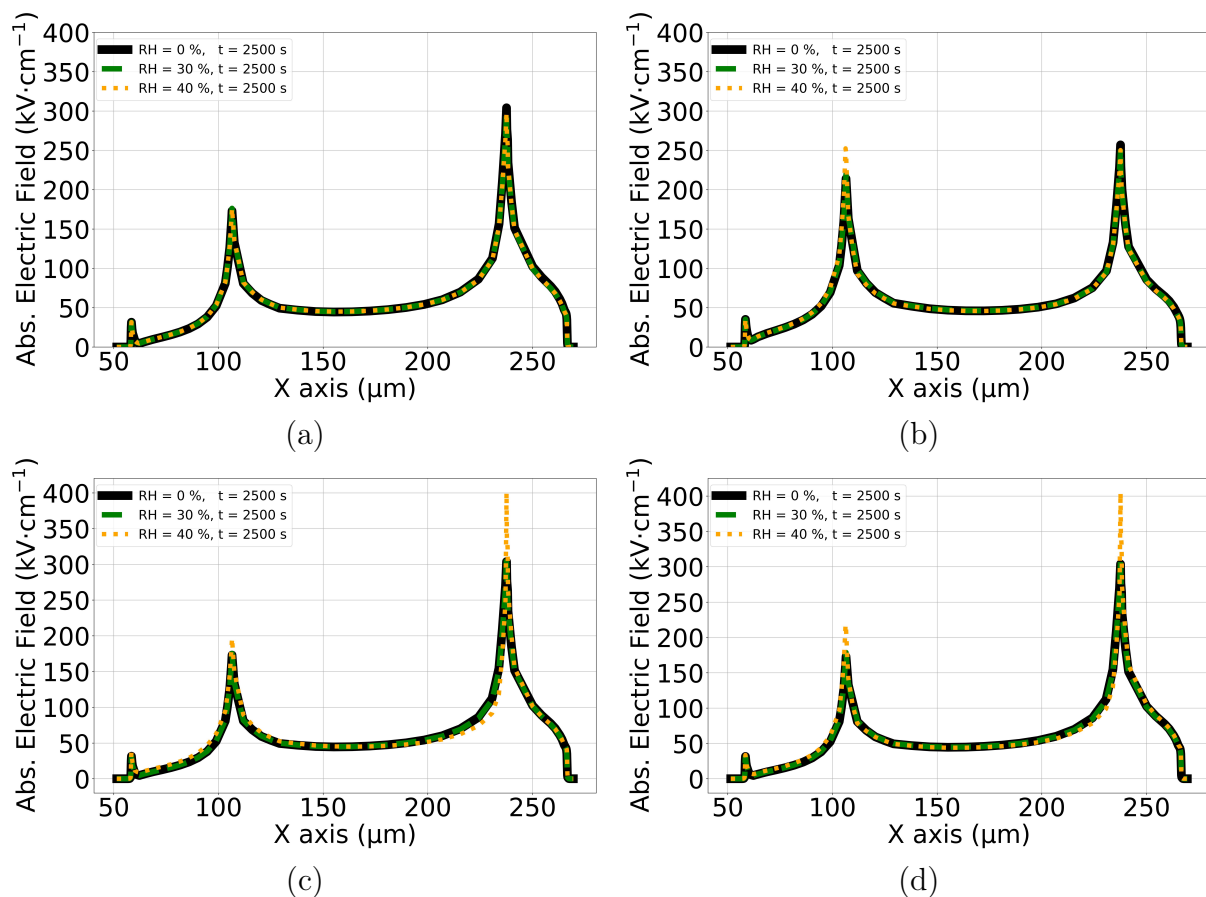 400
350
300
250
200
150
100
50
0
Abs. Electric Field (kV·cm⁻¹)
RH = 0 %,   t = 2500 s
RH = 30 %, t = 2500 s
RH = 40 %, t = 2500 s
50 100 150 200 250
X axis (μm)
(a)
400
350
300
250
200
150
100
50
0
Abs. Electric Field (kV·cm⁻¹)
RH = 0 %,   t = 2500 s
RH = 30 %, t = 2500 s
RH = 40 %, t = 2500 s
50 100 150 200 250
X axis (μm)
(b)
400
350
300
250
200
150
100
50
0
Abs. Electric Field (kV·cm⁻¹)
RH = 0 %,   t = 2500 s
RH = 30 %, t = 2500 s
RH = 40 %, t = 2500 s
50 100 150 200 250
X axis (μm)
(c)
400
350
300
250
200
150
100
50
0
Abs. Electric Field (kV·cm⁻¹)
RH = 0 %,   t = 2500 s
RH = 30 %, t = 2500 s
RH = 40 %, t = 2500 s
50 100 150 200 250
X axis (μm)
(d)